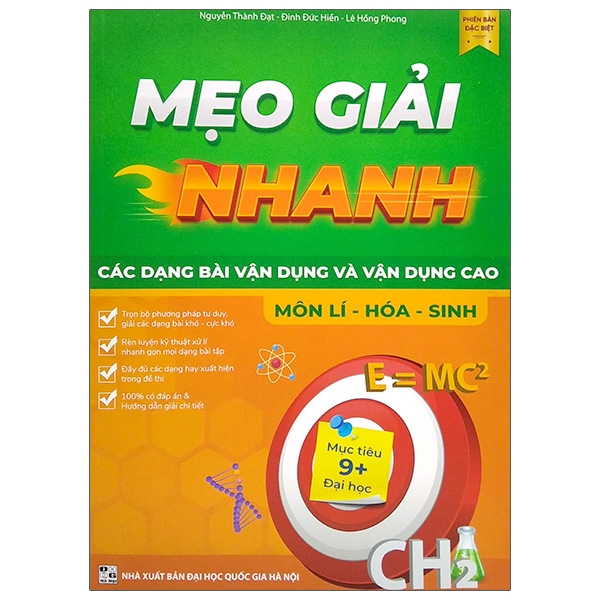 Nguyễn Thành Đạt - Đinh Đức Hiền - Lê Hồng Phong
PHIÊN BẢN
ĐẶC BIỆT
MẸO GIẢI
NHANH
CÁC DẠNG BÀI VẬN DỤNG VÀ VẬN DỤNG CAO
MÔN LÍ - HÓA - SINH
Trọn bộ phương pháp tư duy,
giải các dạng bài khó - cực khó
Rèn luyện kỹ thuật xử lí
nhanh gọn mọi dạng bài tập
Đầy đủ các dạng hay xuất hiện
trong đề thi
100% có đáp án &
Hướng dẫn giải chi tiết
E = MC²
Mục tiêu
9+
Đại học
CH2
NHÀ XUẤT BẢN ĐẠI HỌC QUỐC GIA HÀ NỘI